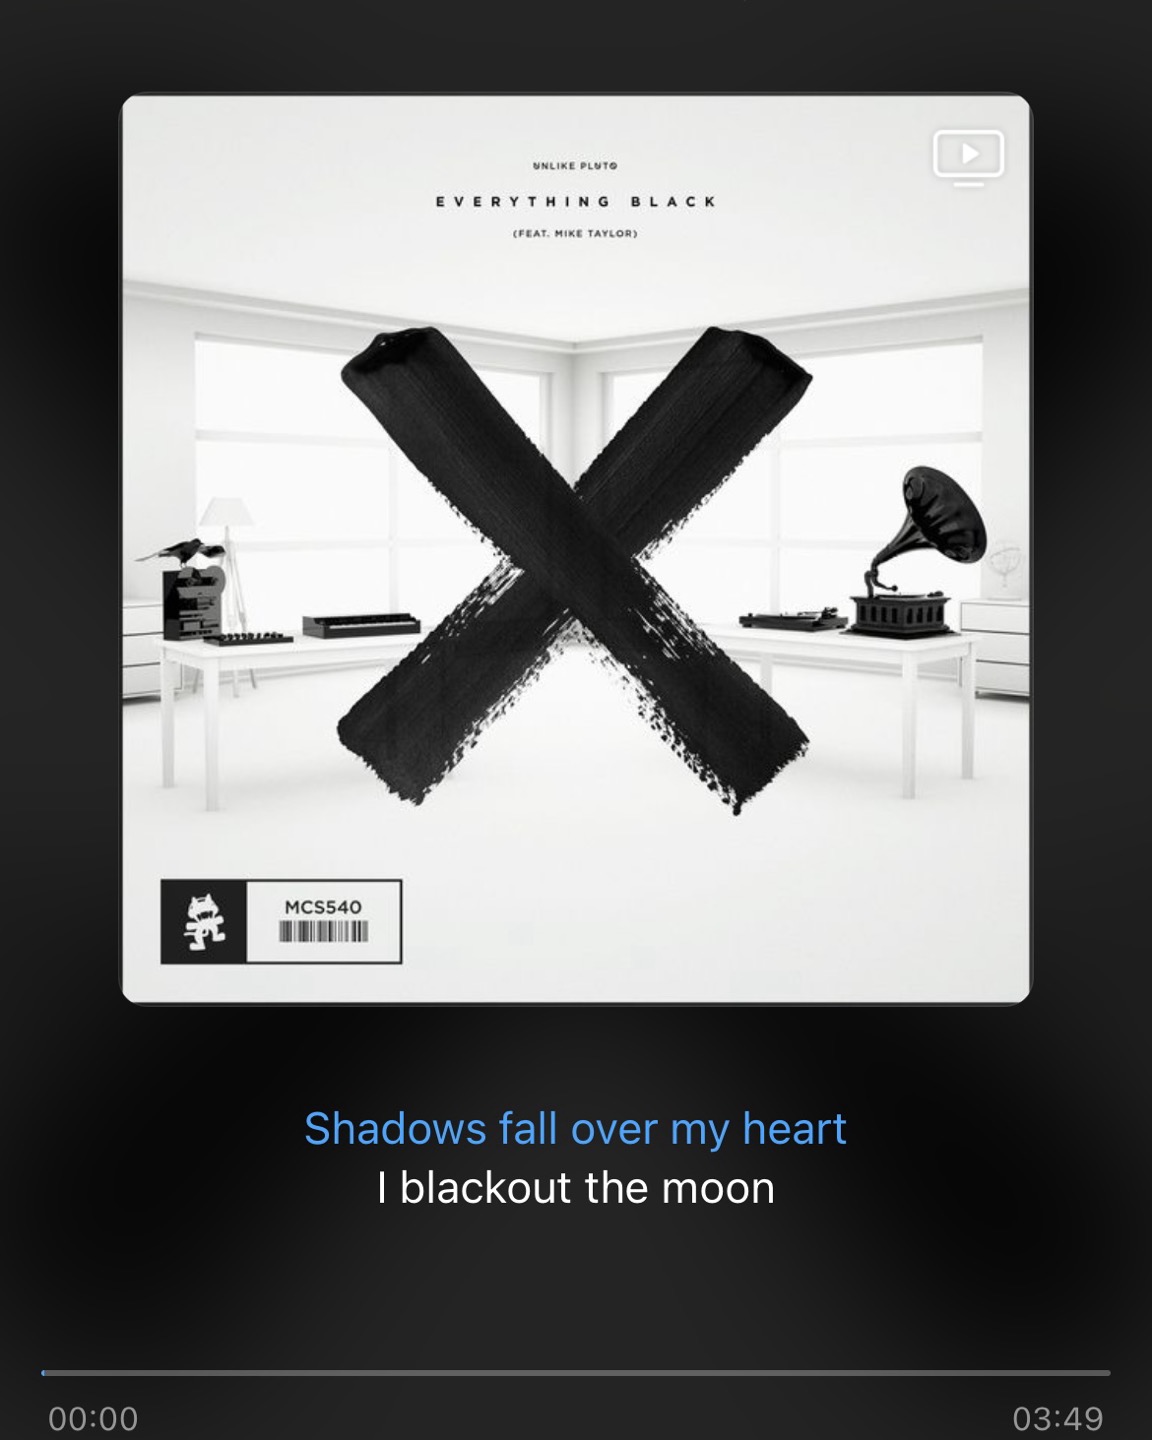 UNLIKE PLUTO
EVERYTHING BLACK
(FEAT. MIKE TAYLOR)
MCS540
Shadows fall over my heart
I blackout the moon
00:00
03:49